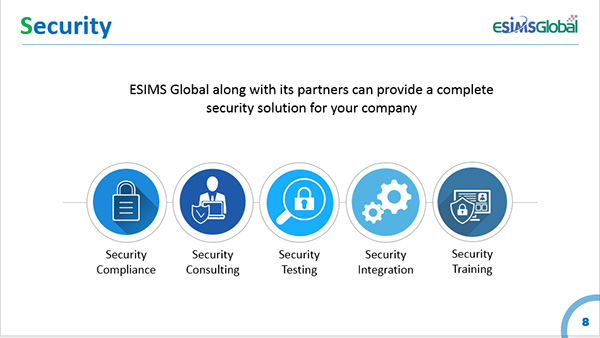 Security
ESIMSGlobal
ESIMS Global along with its partners can provide a complete
security solution for your company
Security
Compliance
Security
Consulting
Security
Testing
Security
Integration
Security
Training
8